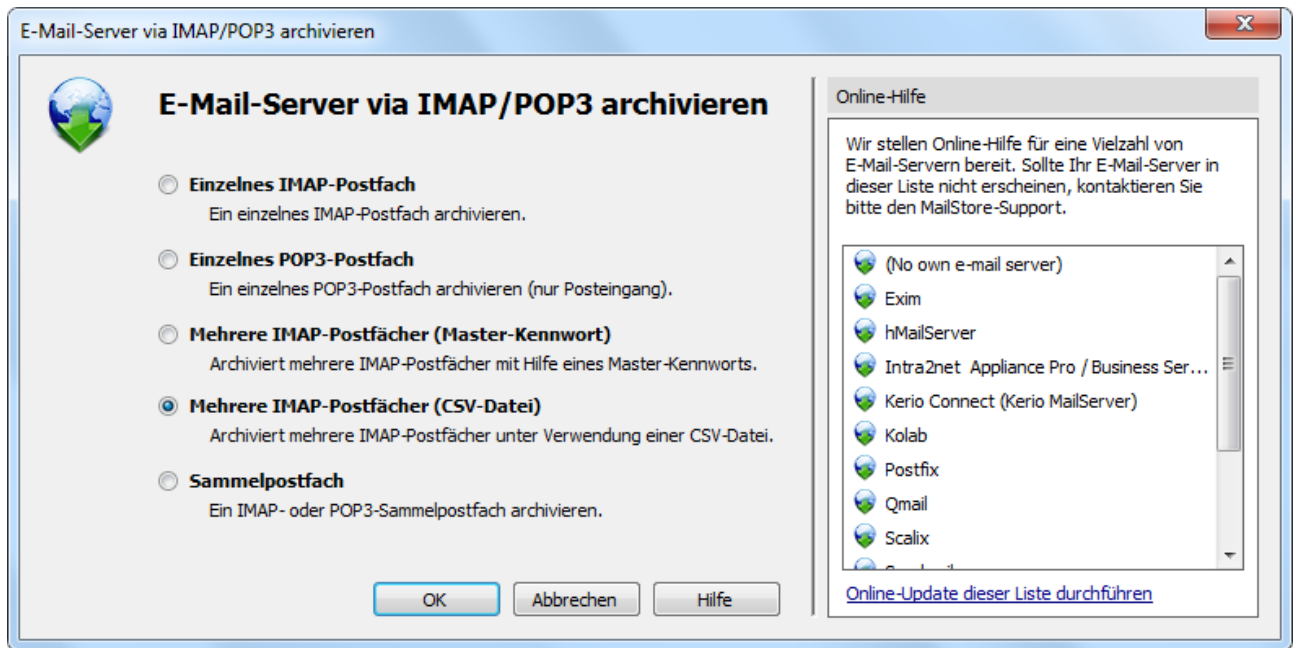 E-Mail-Server via IMAP/POP3 archivieren
E-Mail-Server via IMAP/POP3 archivieren
Einzelnes IMAP-Postfach
Ein einzelnes IMAP-Postfach archivieren.
Einzelnes POP3-Postfach
Ein einzelnes POP3-Postfach archivieren (nur Posteingang).
Mehrere IMAP-Postfächer (Master-Kennwort)
Archiviert mehrere IMAP-Postfächer mit Hilfe eines Master-Kennworts.
Mehrere IMAP-Postfächer (CSV-Datei)
Archiviert mehrere IMAP-Postfächer unter Verwendung einer CSV-Datei.
Sammelpostfach
Ein IMAP- oder POP3-Sammelpostfach archivieren.
OK Abbrechen Hilfe
Online-Hilfe
Wir stellen Online-Hilfe für eine Vielzahl von
E-Mail-Servern bereit. Sollte Ihr E-Mail-Server in
dieser Liste nicht erscheinen, kontaktieren Sie
bitte den MailStore-Support.
(No own e-mail server)
Exim
hMailServer
Intra2net Appliance Pro / Business Ser...
Kerio Connect (Kerio MailServer)
Kolab
Postfix
Qmail
Scalix
Online-Update dieser Liste durchführen